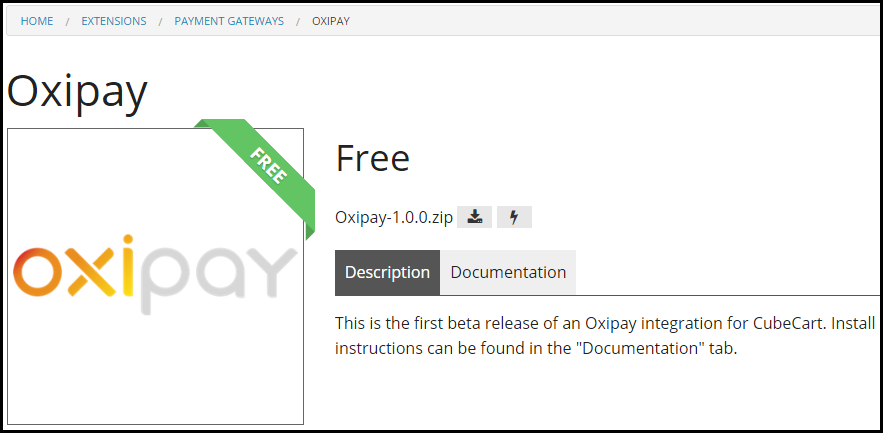 HOME / EXTENSIONS / PAYMENT GATEWAYS / OXIPAY
Oxipay
FREE
oxipay
Free
Oxipay-1.0.0.zip
Description Documentation
This is the first beta release of an Oxipay integration for CubeCart. Install
instructions can be found in the "Documentation" tab.